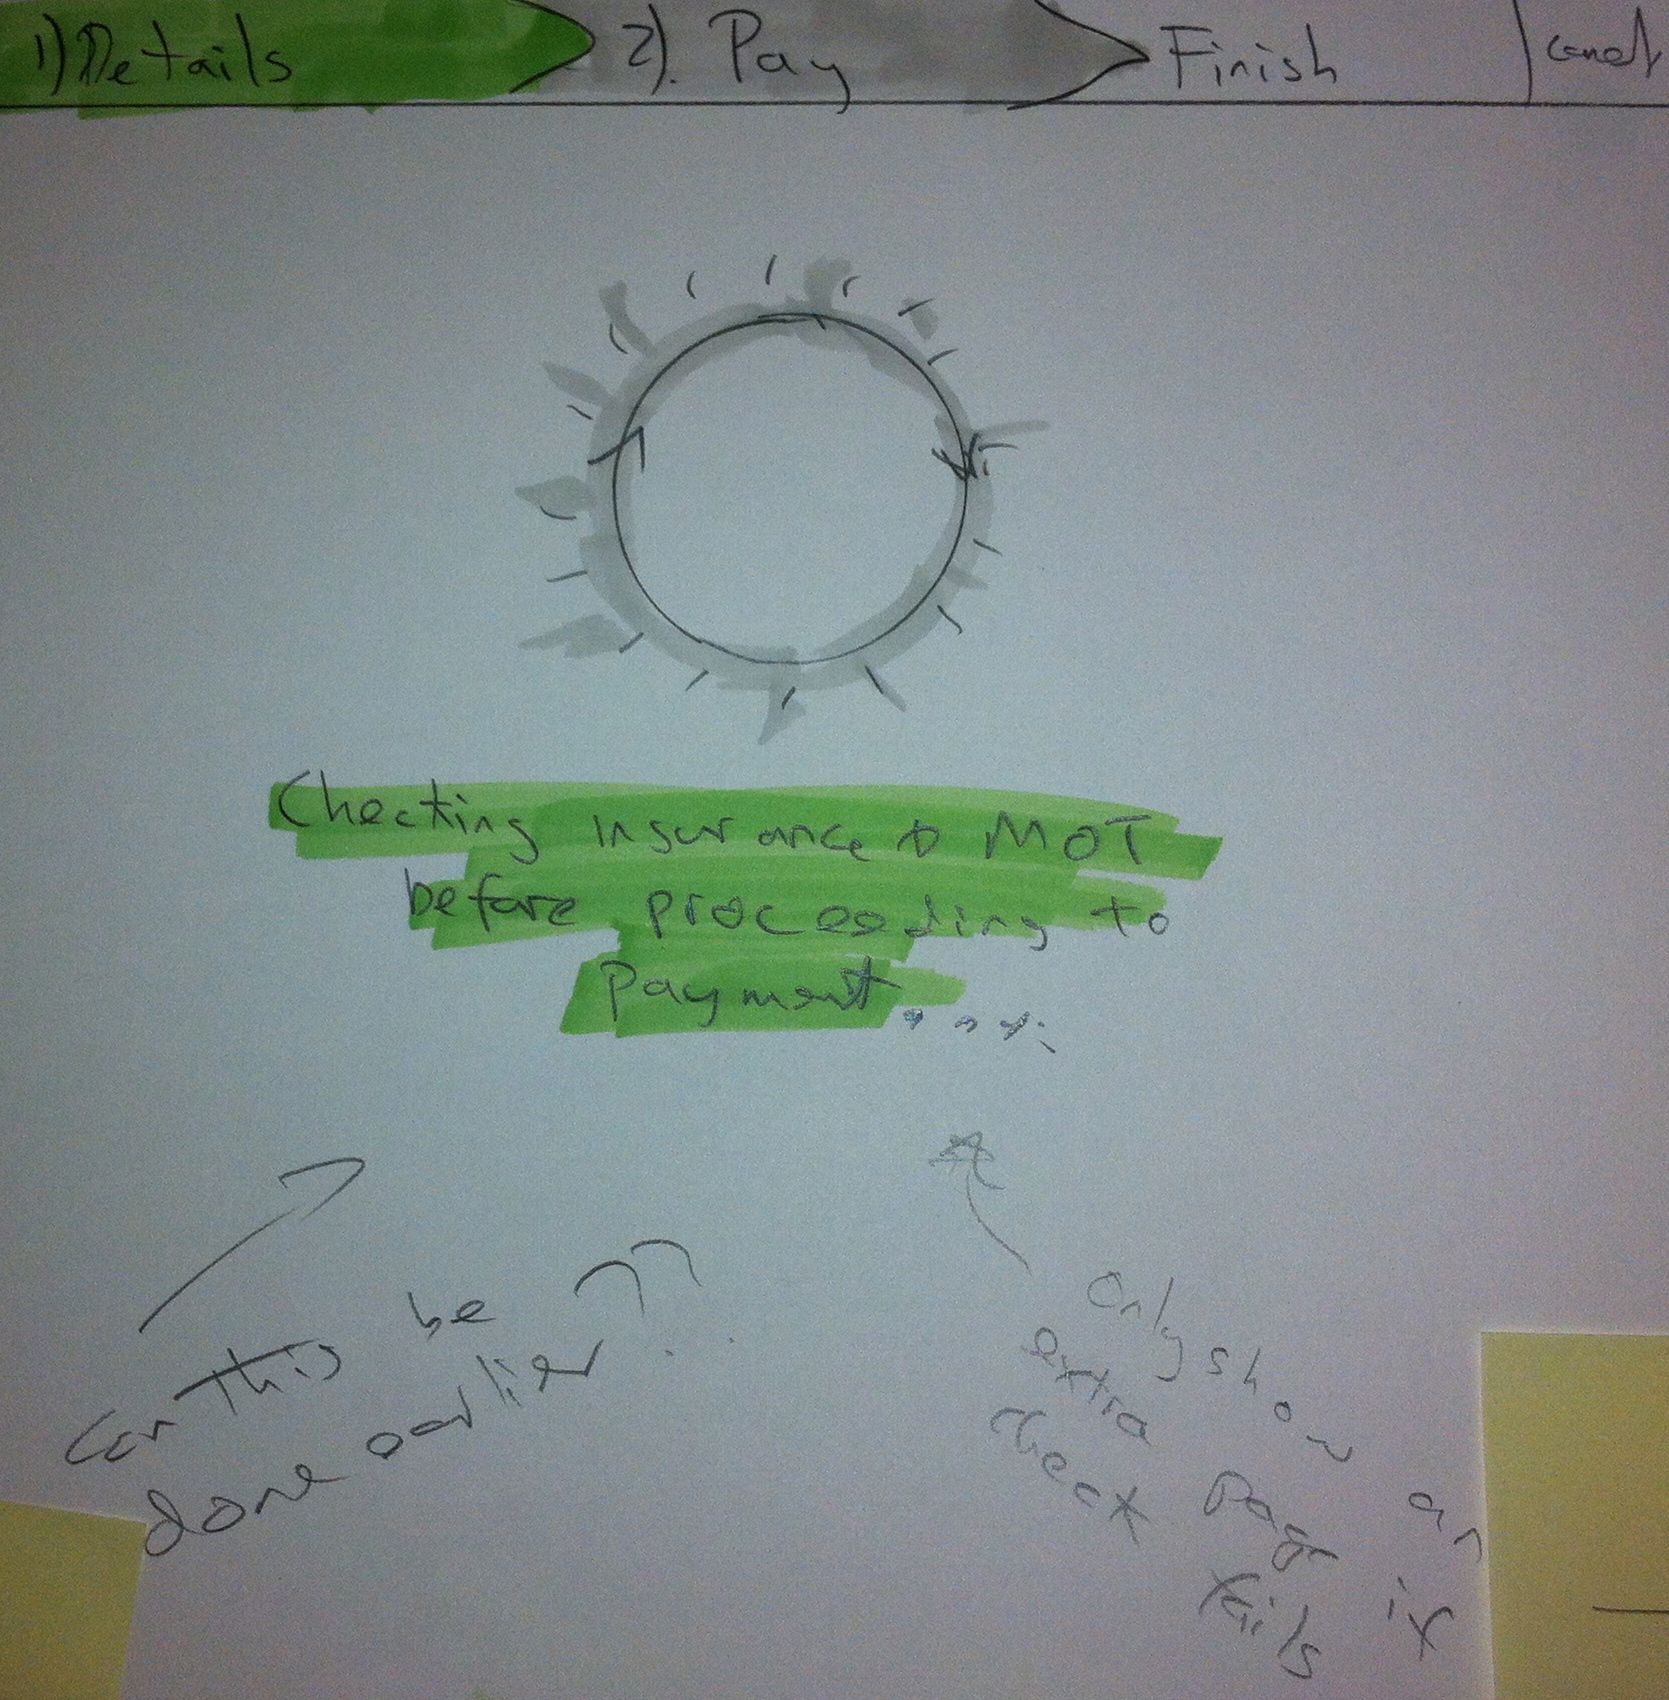 1) Details
2). Pay
Finish
Checking insurance & MOT
before proceeding to
Payment....
Can this be
done earlier??
Only show an
extra page if
check fails